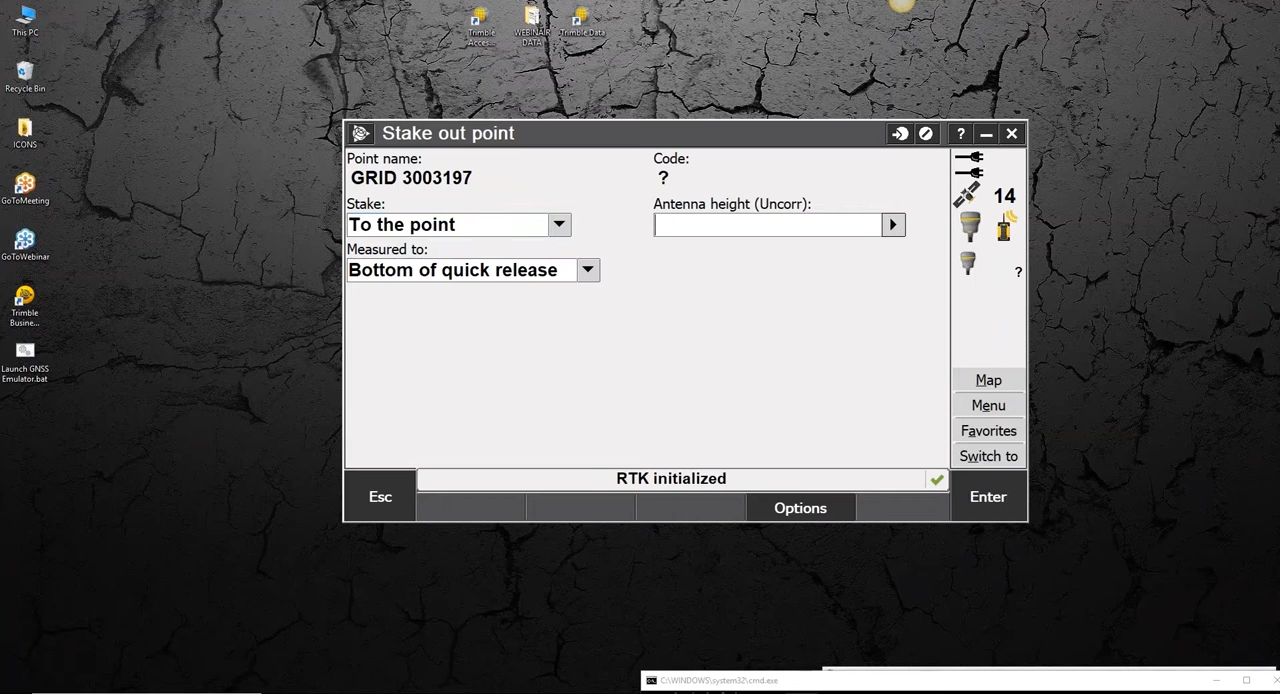 This PC
Recycle Bin
ICONS
GoToMeeting
GoToWebinar
Trimble
Busine...
Launch GNSS
Emulator.bat
Trimble
Acces...
WEBINAR
DATA
Trimble Data
Stake out point
?
Point name:
GRID 3003197
Code:
?
Stake:
To the point
Antenna height (Uncorr):
Measured to:
Bottom of quick release
14
?
Map
Menu
Favorites
Switch to
RTK initialized
Esc
Options
Enter
C:\WINDOWS\system32\cmd.exe